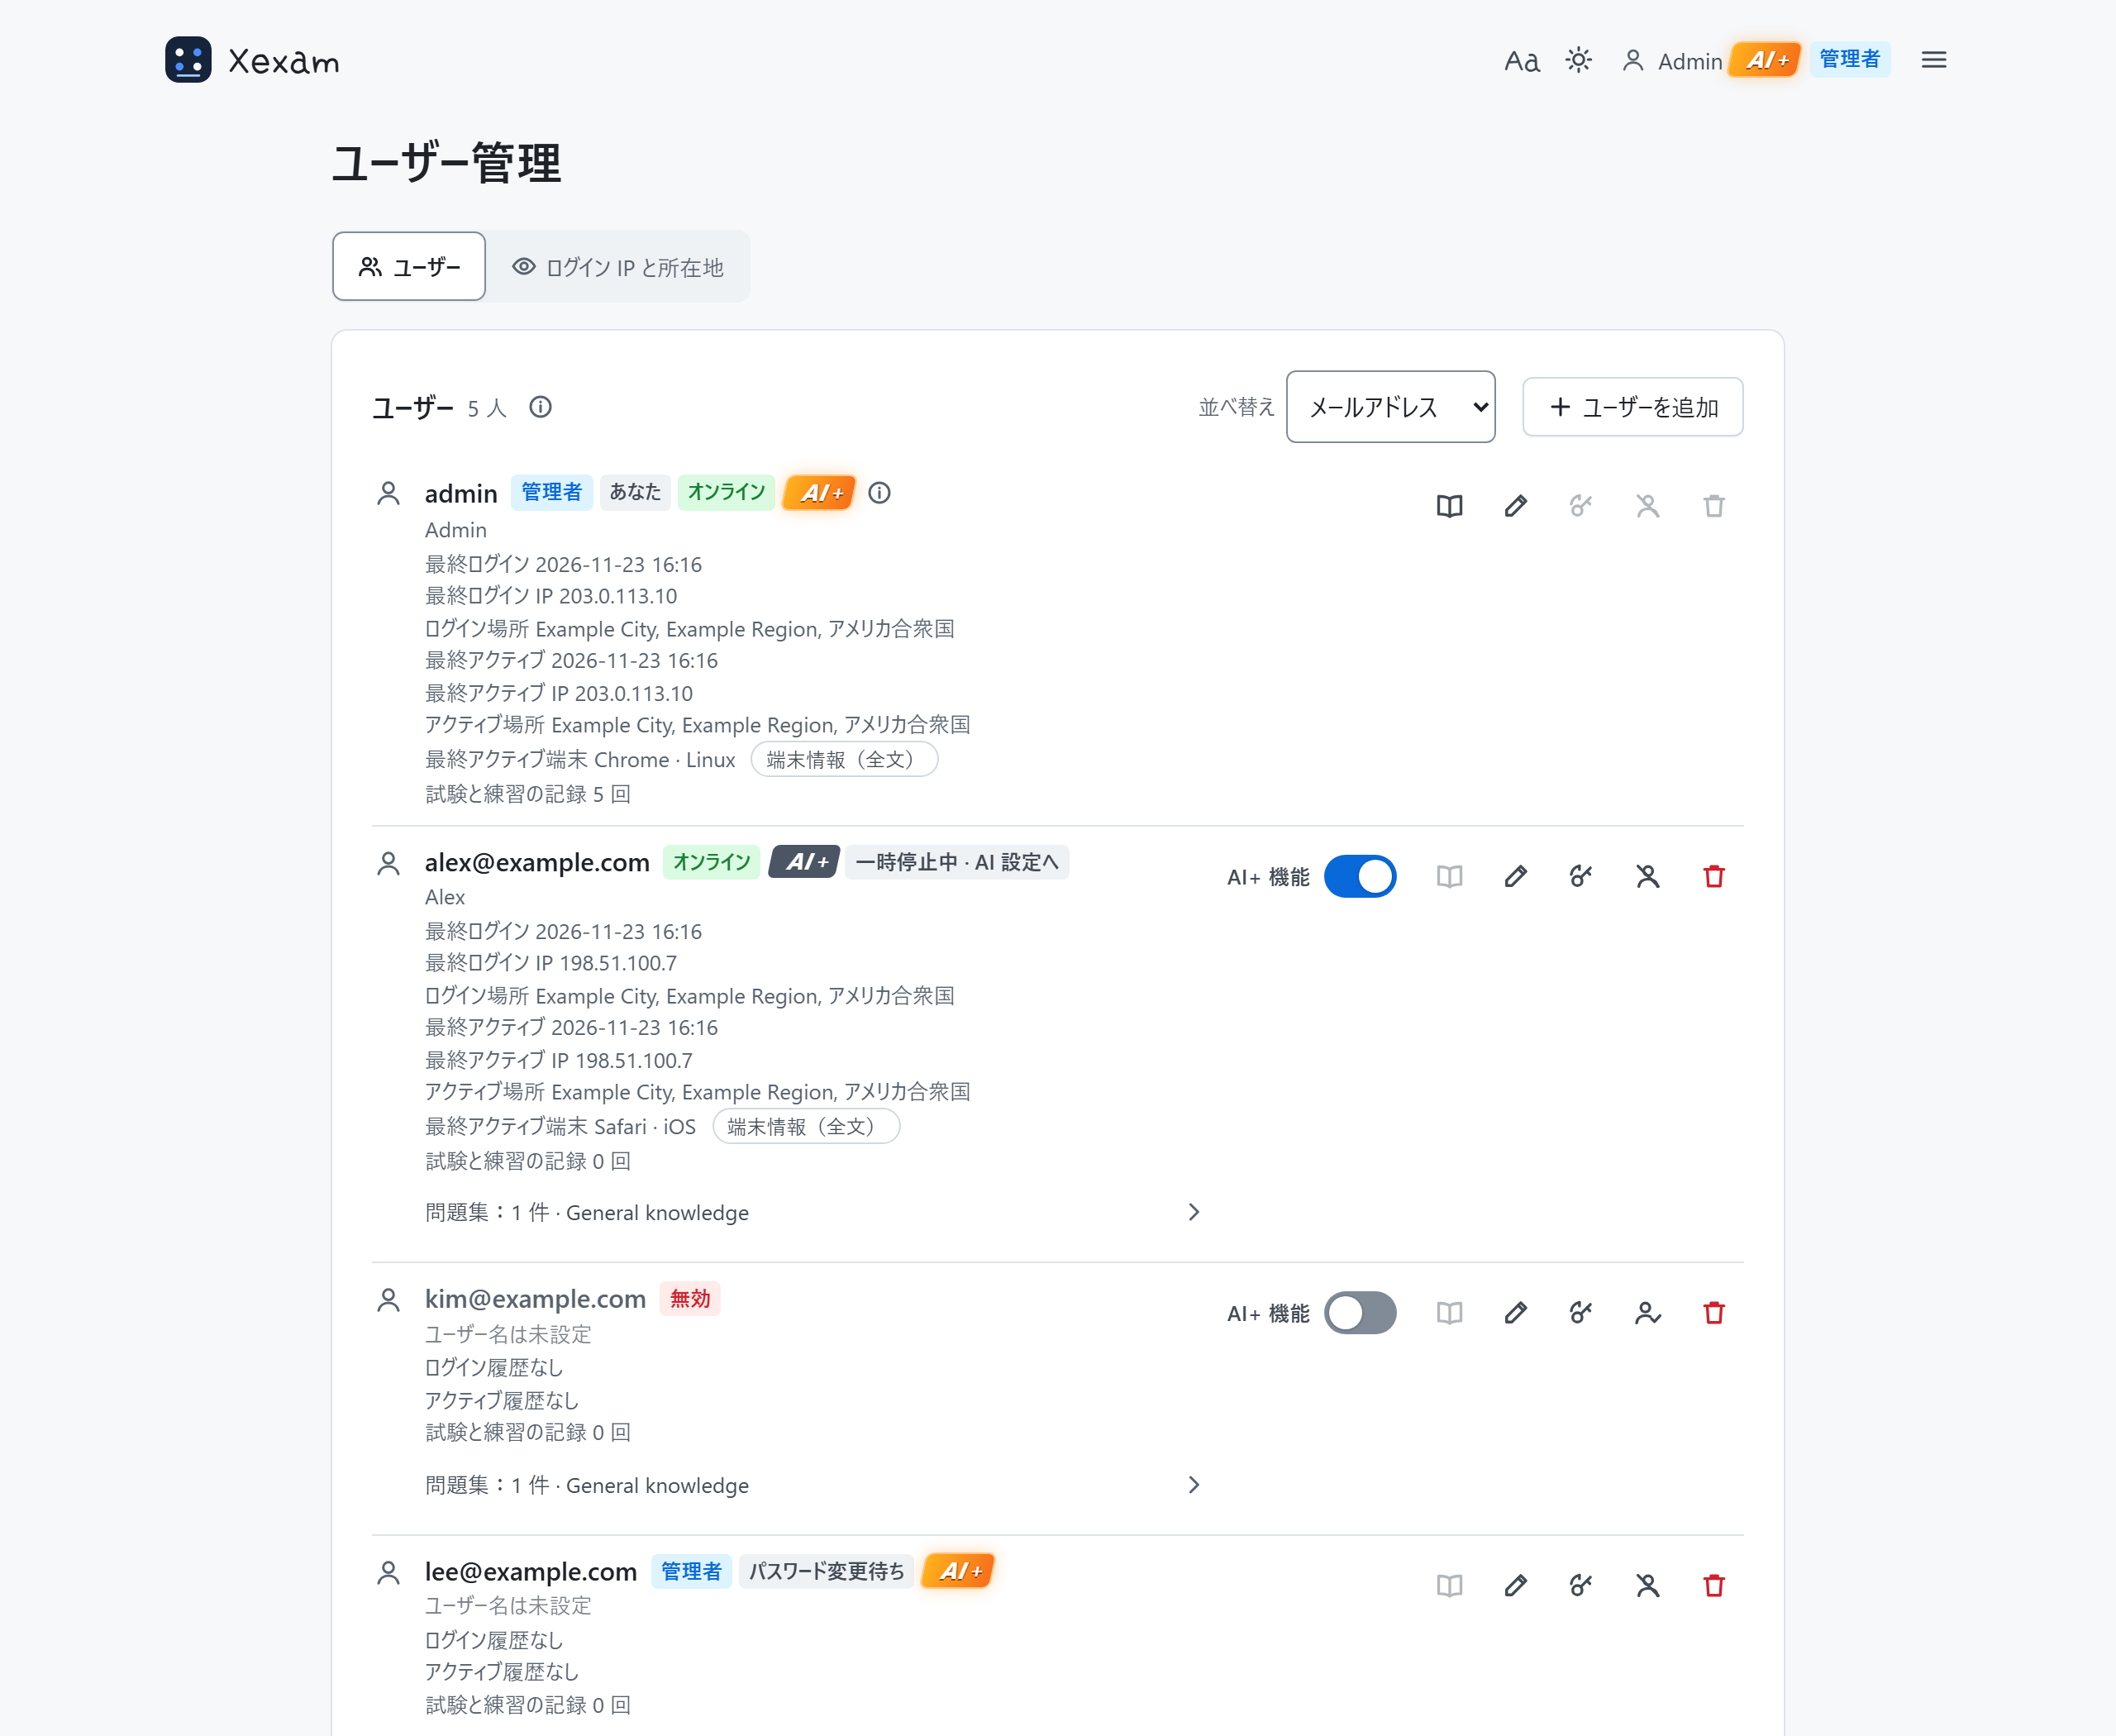 Xexam
Aa Admin AI+ 管理者
ユーザー管理
ユーザー ログイン IP と所在地
ユーザー 5 人 並べ替え メールアドレス ユーザーを追加
admin 管理者 あなた オンライン AI+
Admin
最終ログイン 2026-11-23 16:16
最終ログイン IP 203.0.113.10
ログイン場所 Example City, Example Region, アメリカ合衆国
最終アクティブ 2026-11-23 16:16
最終アクティブ IP 203.0.113.10
アクティブ場所 Example City, Example Region, アメリカ合衆国
最終アクティブ端末 Chrome · Linux 端末情報（全文）
試験と練習の記録 5 回
alex@example.com オンライン AI+ 一時停止中 · AI 設定へ AI+ 機能
Alex
最終ログイン 2026-11-23 16:16
最終ログイン IP 198.51.100.7
ログイン場所 Example City, Example Region, アメリカ合衆国
最終アクティブ 2026-11-23 16:16
最終アクティブ IP 198.51.100.7
アクティブ場所 Example City, Example Region, アメリカ合衆国
最終アクティブ端末 Safari · iOS 端末情報（全文）
試験と練習の記録 0 回
問題集：1 件 · General knowledge
kim@example.com 無効 AI+ 機能
ユーザー名は未設定
ログイン履歴なし
アクティブ履歴なし
試験と練習の記録 0 回
問題集：1 件 · General knowledge
lee@example.com 管理者 パスワード変更待ち AI+
ユーザー名は未設定
ログイン履歴なし
アクティブ履歴なし
試験と練習の記録 0 回